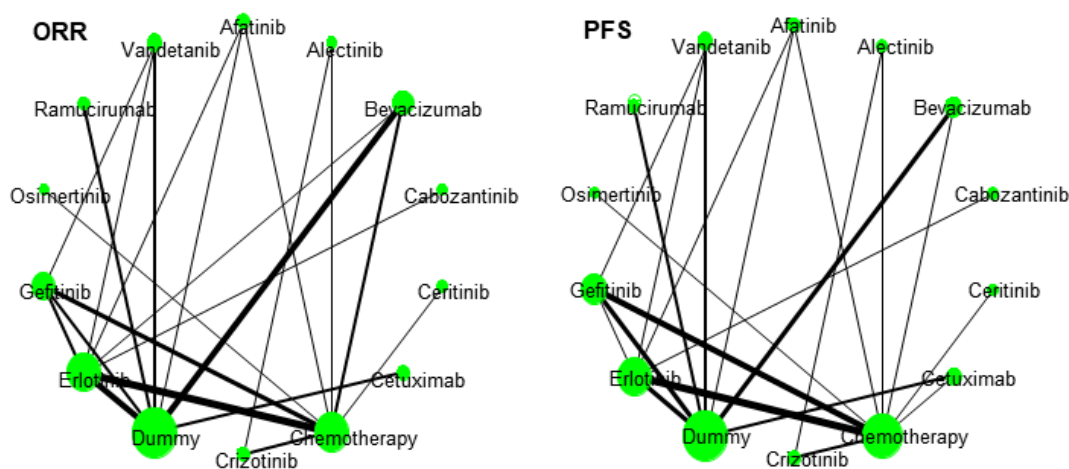 ORR
Afatinib
Vandetanib
Alectinib
Ramucirumab
Bevacizumab
Osimertinib
Cabozantinib
Gefitinib
Ceritinib
Erlotinib
Cetuximab
Dummy
Chemotherapy
Crizotinib
PFS
Afatinib
Vandetanib
Alectinib
Ramucirumab
Bevacizumab
Osimertinib
Cabozantinib
Gefitinib
Ceritinib
Erlotinib
Cetuximab
Dummy
Chemotherapy
Crizotinib